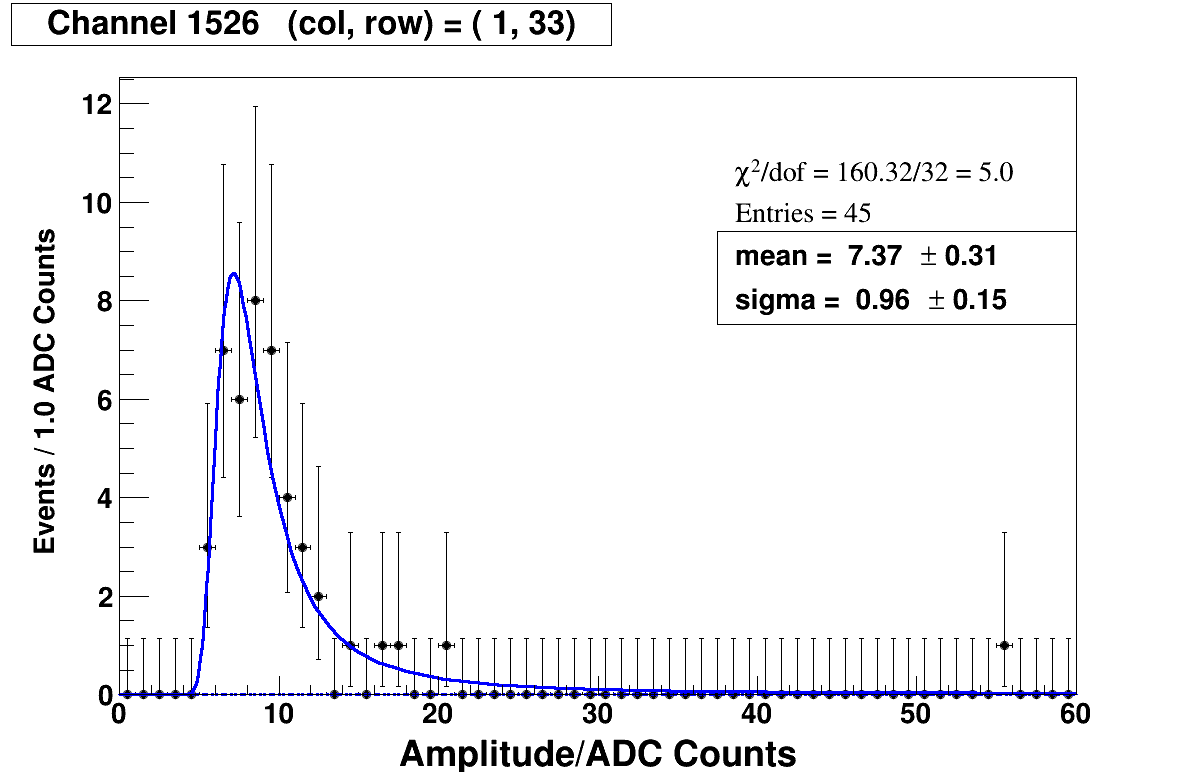 Channel 1526 (col, row) = ( 1, 33)
χ²/dof = 160.32/32 = 5.0
Entries = 45
mean = 7.37 ± 0.31
sigma = 0.96 ± 0.15
Events / 1.0 ADC Counts
12
10
8
6
4
2
0
0 10 20 30 40 50 60
Amplitude/ADC Counts